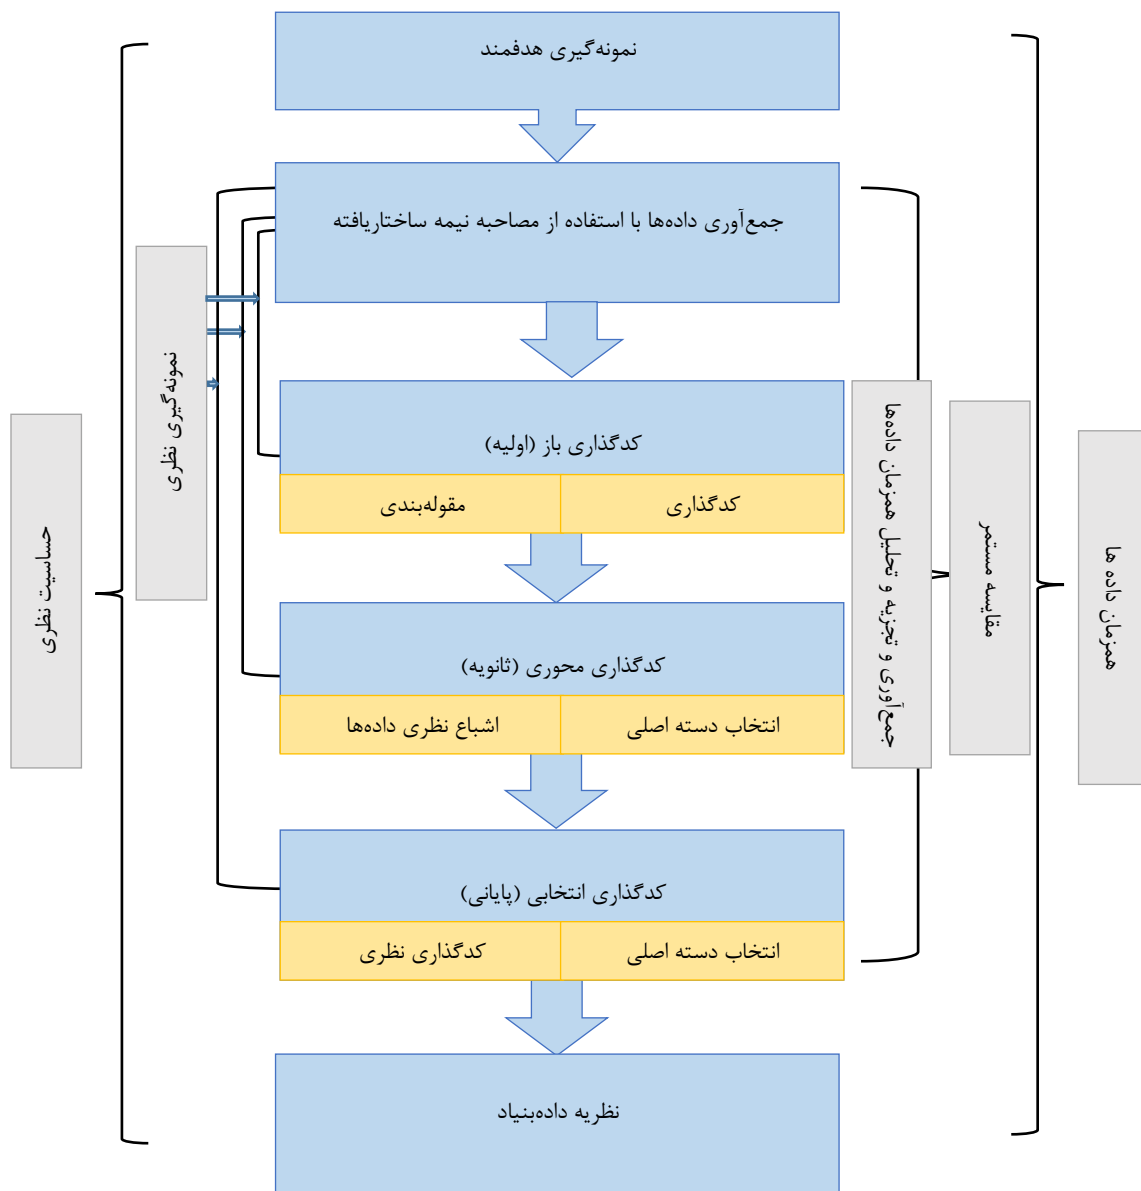 نمونه‌گیری هدفمند
جمع‌آوری داده‌ها با استفاده از مصاحبه نیمه ساختاریافته
کدگذاری باز (اولیه)
کدگذاری
مقوله‌بندی
کدگذاری محوری (ثانویه)
انتخاب دسته اصلی
اشباع نظری داده‌ها
کدگذاری انتخابی (پایانی)
انتخاب دسته اصلی
کدگذاری نظری
نظریه داده‌بنیاد
همزمان داده ها
مقایسه مستمر
جمع‌آوری و تجزیه و تحلیل همزمان داده‌ها
نمونه‌گیری نظری
حساسیت نظری